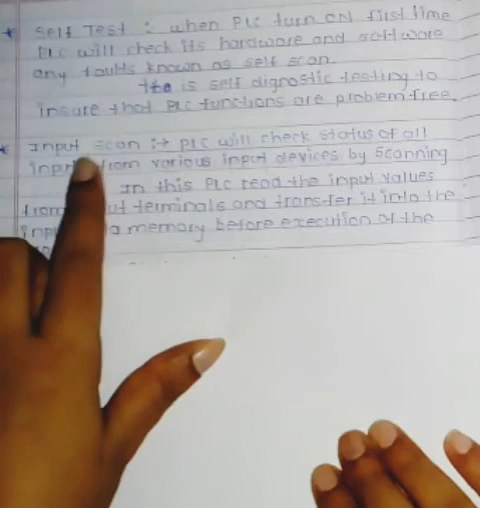 * Self Test : when PLC turn ON first time
PLC will check its hardware and software
any faults known as self scan.
is self dignostic testing to
insure that PLC functions are problem-free.
* Input scan :→ PLC will check status of all
from various input devices by Scanning
In this PLC read the input values
terminals and transfer it into the
memory before execution of the